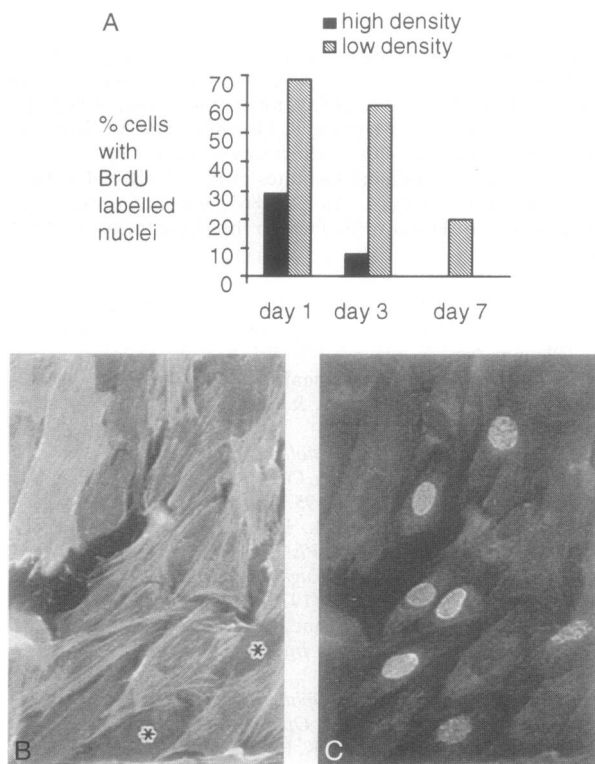 A
high density
low density
% cells
with
BrdU
labelled
nuclei
70
60
50
40
30
20
10
0
day 1 day 3 day 7
B
C